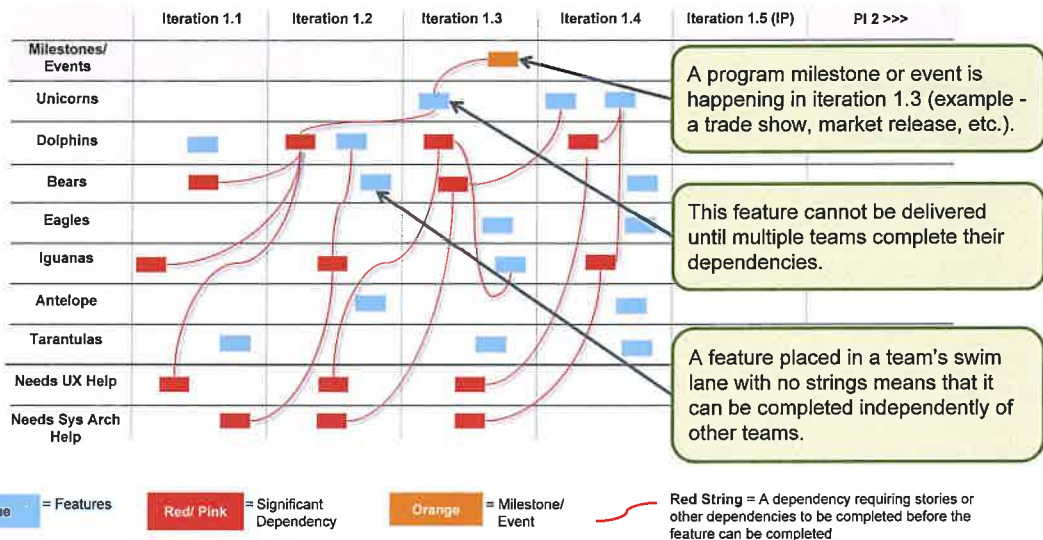 Iteration 1.1
Iteration 1.2
Iteration 1.3
Iteration 1.4
Iteration 1.5 (IP)
PI 2 >>>
Milestones/
Events
Unicorns
Dolphins
Bears
Eagles
Iguanas
Antelope
Tarantulas
Needs UX Help
Needs Sys Arch
Help
A program milestone or event is
happening in iteration 1.3 (example -
a trade show, market release, etc.).
This feature cannot be delivered
until multiple teams complete their
dependencies.
A feature placed in a team's swim
lane with no strings means that it
can be completed independently of
other teams.
ue
= Features
Red/ Pink
= Significant
Dependency
Orange
= Milestone/
Event
Red String = A dependency requiring stories or
other dependencies to be completed before the
feature can be completed